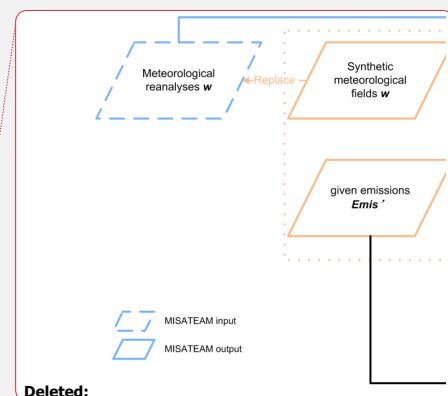 Meteorological
reanalyses w
Replace
Synthetic
meteorological
fields w
given emissions
Emis '
MISATEAM input
MISATEAM output
Deleted: